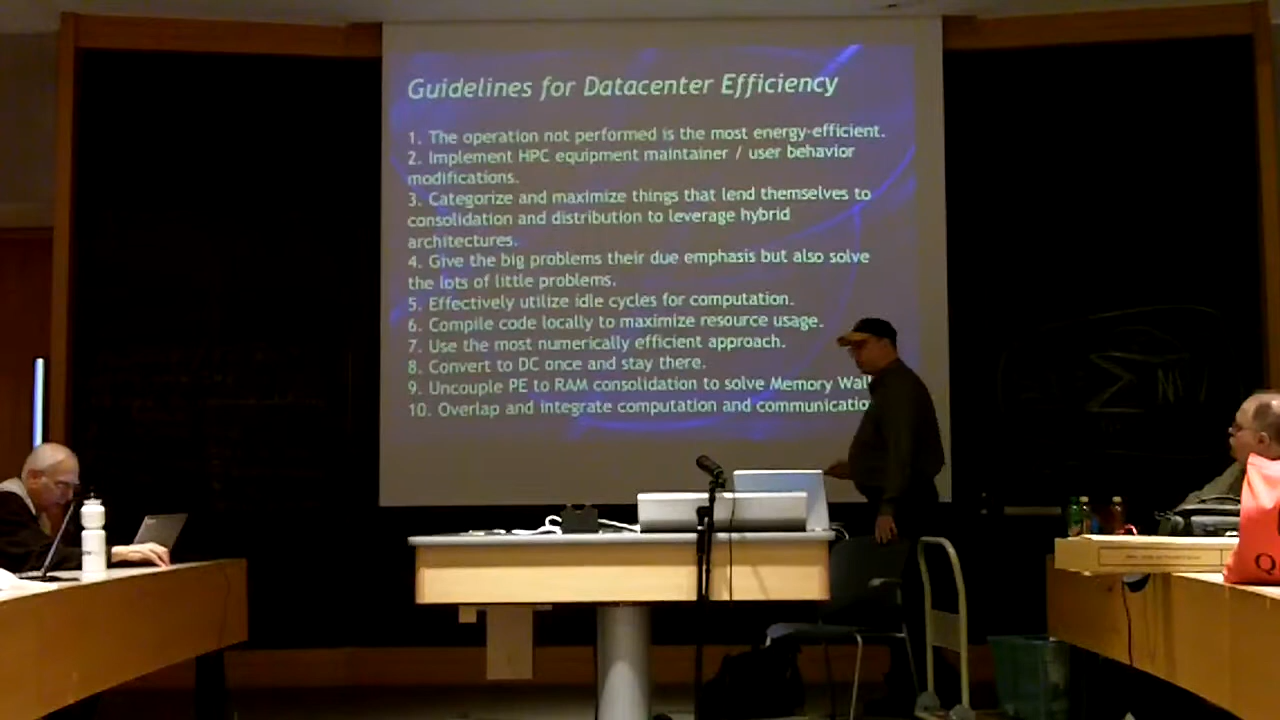 Guidelines for Datacenter Efficiency
1. The operation not performed is the most energy-efficient.
2. Implement HPC equipment maintainer / user behavior
modifications.
3. Categorize and maximize things that lend themselves to
consolidation and distribution to leverage hybrid
architectures.
4. Give the big problems their due emphasis but also solve
the lots of little problems.
5. Effectively utilize idle cycles for computation.
6. Compile code locally to maximize resource usage.
7. Use the most numerically efficient approach.
8. Convert to DC once and stay there.
9. Uncouple PE to RAM consolidation to solve Memory Wal
10. Overlap and integrate computation and communicatio
Σ
Q